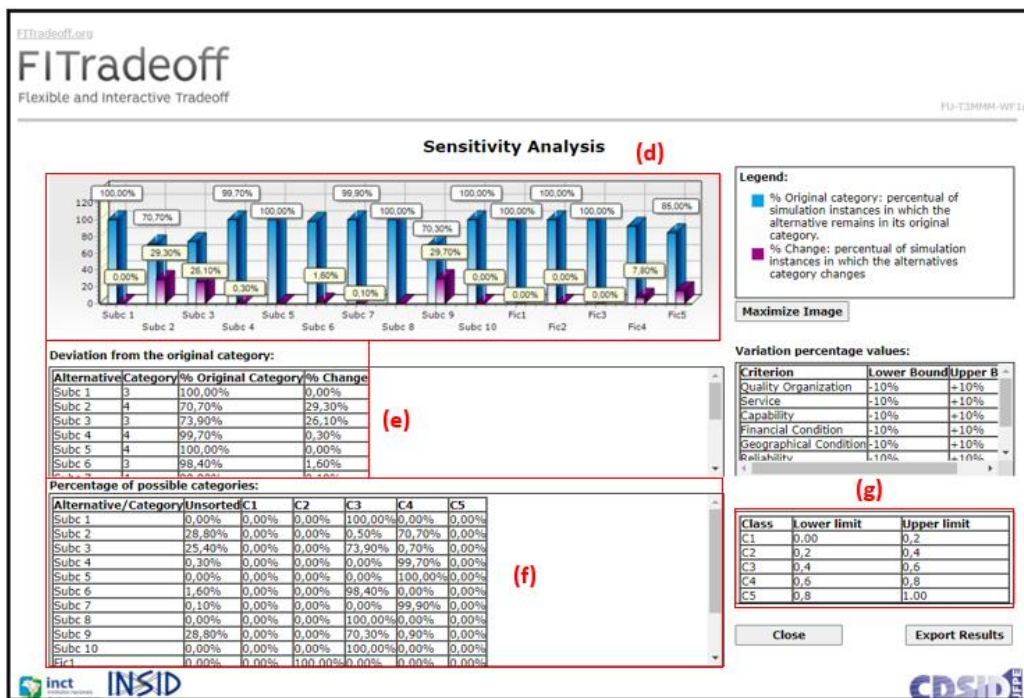 FITradeoff.org
FITradeoff
Flexible and Interactive Tradeoff
Sensitivity Analysis
(d)
120
100
80
60
40
20
0
100,00%
0,00%
70,70%
29,30%
26,10%
99,70%
0,30%
100,00%
1,60%
99,90%
0,10%
100,00%
70,30%
29,70%
100,00%
0,00%
100,00%
0,00%
100,00%
0,00%
100,00%
0,00%
7,80%
85,00%
Subc 1
Subc 2
Subc 3
Subc 4
Subc 5
Subc 6
Subc 7
Subc 8
Subc 9
Subc 10
Fic1
Fic2
Fic3
Fic4
Fic5
Legend:
% Original category: percentual of
simulation instances in which the
alternative remains in its original
category.
% Change: percentual of simulation
instances in which the alternatives
category changes
Maximize Image
Deviation from the original category:
Alternative Category % Original Category % Change
Subc 1 3 100,00% 0,00%
Subc 2 4 70,70% 29,30%
Subc 3 3 73,90% 26,10%
Subc 4 4 99,70% 0,30%
Subc 5 4 100,00% 0,00%
Subc 6 3 98,40% 1,60%
(e)
Variation percentage values:
Criterion Lower Bound Upper B
Quality Organization -10% +10%
Service -10% +10%
Capability -10% +10%
Financial Condition -10% +10%
Geographical Condition -10% +10%
Reliability -10% +10%
Percentage of possible categories:
Alternative/Category Unsorted C1 C2 C3 C4 C5
Subc 1 0,00% 0,00% 0,00% 100,00% 0,00% 0,00%
Subc 2 28,80% 0,00% 0,00% 0,50% 70,70% 0,00%
Subc 3 25,40% 0,00% 0,00% 73,90% 0,70% 0,00%
Subc 4 0,30% 0,00% 0,00% 0,00% 99,70% 0,00%
Subc 5 0,00% 0,00% 0,00% 0,00% 100,00% 0,00%
Subc 6 1,60% 0,00% 0,00% 98,40% 0,00% 0,00%
Subc 7 0,10% 0,00% 0,00% 0,00% 99,90% 0,00%
Subc 8 0,00% 0,00% 0,00% 100,00% 0,00% 0,00%
Subc 9 28,80% 0,00% 0,00% 70,30% 0,90% 0,00%
Subc 10 0,00% 0,00% 0,00% 100,00% 0,00% 0,00%
Fic1 0,00% 0,00% 100,00% 0,00% 0,00% 0,00%
(f)
(g)
Class Lower limit Upper limit
C1 0.00 0,2
C2 0,2 0,4
C3 0,4 0,6
C4 0,6 0,8
C5 0,8 1.00
Close
Export Results
inct
INSID
CDSID